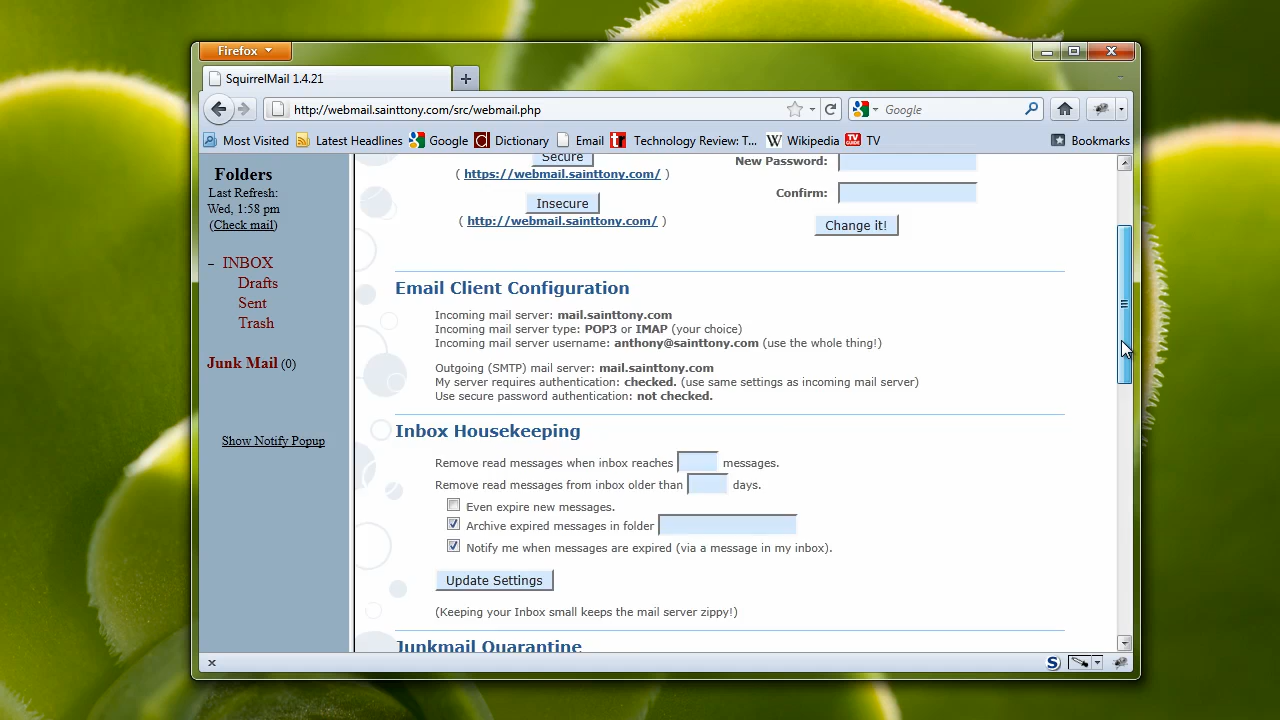 Firefox
SquirrelMail 1.4.21
http://webmail.sainttony.com/src/webmail.php
Google
Most Visited
Latest Headlines
Google
Dictionary
Email
Technology Review: T...
Wikipedia
TV
Bookmarks
Folders
Last Refresh:
Wed, 1:58 pm
(Check mail)
– INBOX
Drafts
Sent
Trash
Junk Mail (0)
Show Notify Popup
Secure
( https://webmail.sainttony.com/ )
Insecure
( http://webmail.sainttony.com/ )
New Password:
Confirm:
Change it!
Email Client Configuration
Incoming mail server: mail.sainttony.com
Incoming mail server type: POP3 or IMAP (your choice)
Incoming mail server username: anthony@sainttony.com (use the whole thing!)
Outgoing (SMTP) mail server: mail.sainttony.com
My server requires authentication: checked. (use same settings as incoming mail server)
Use secure password authentication: not checked.
Inbox Housekeeping
Remove read messages when inbox reaches messages.
Remove read messages from inbox older than days.
Even expire new messages.
Archive expired messages in folder
Notify me when messages are expired (via a message in my inbox).
Update Settings
(Keeping your Inbox small keeps the mail server zippy!)
Junkmail Quarantine
x